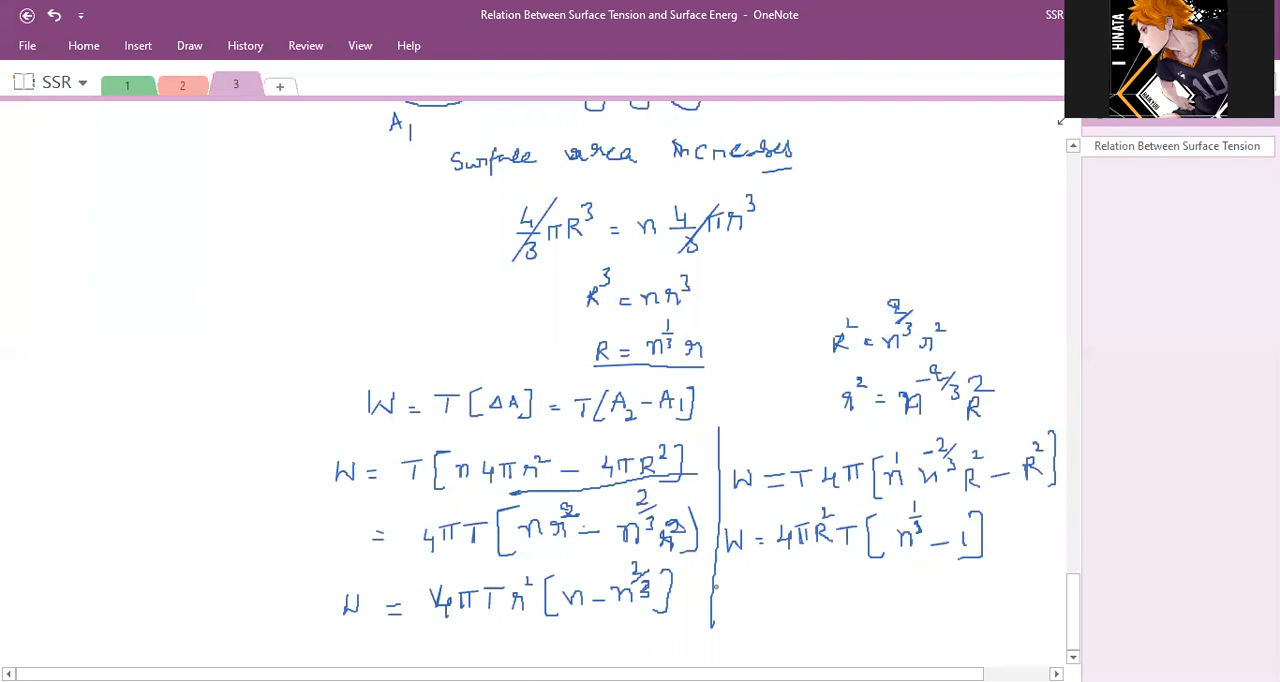 Relation Between Surface Tension and Surface Energ - OneNote
SSR
File Home Insert Draw History Review View Help
SSR 1 2 3 +
I HINATA
10
HAIKYUU
Relation Between Surface Tension
A₁
Surface area increases
4/3 πR³ = n 4/3 πr³
R³ = nr³
R = n^(1/3) r
R² = n^(2/3) r²
r² = n^(-2/3) R²
W = T[ΔA] = T[A₂ - A₁]
W = T[n 4πr² - 4πR²]
= 4πT[nr² - n^(2/3) r²]
W = 4πTr²[n - n^(2/3)]
W = T4π[n¹ n^(-2/3) R² - R²]
W = 4πR²T[n^(1/3) - 1]